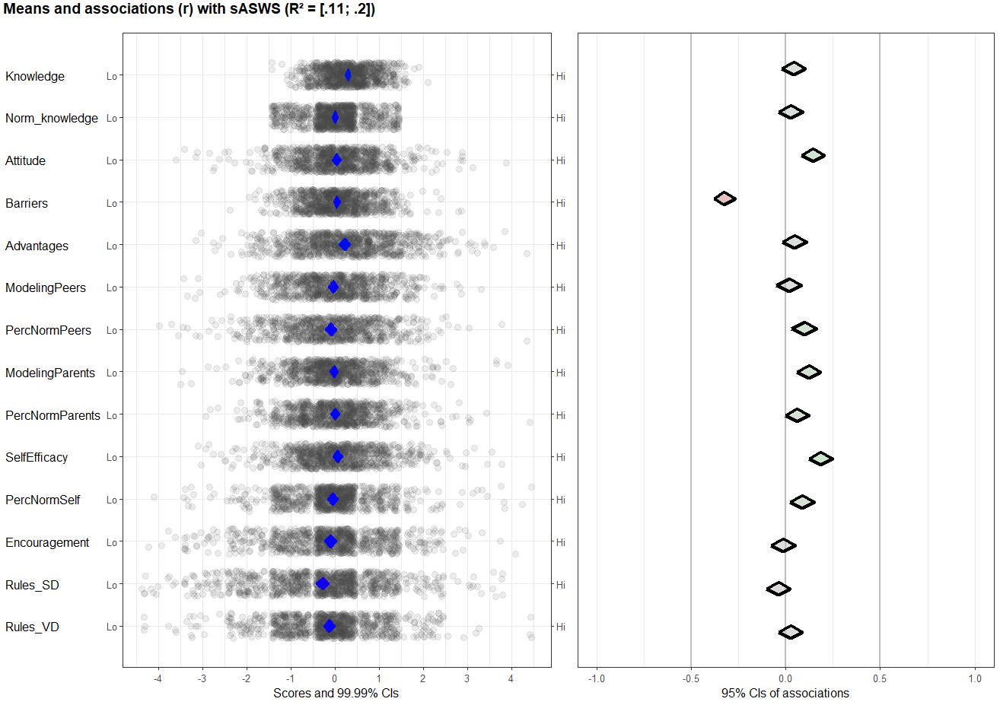 Means and associations (r) with sASWS (R² = [.11; .2])
Knowledge Lo Hi
Norm_knowledge Lo Hi
Attitude Lo Hi
Barriers Lo Hi
Advantages Lo Hi
ModelingPeers Lo Hi
PercNormPeers Lo Hi
ModelingParents Lo Hi
PercNormParents Lo Hi
SelfEfficacy Lo Hi
PercNormSelf Lo Hi
Encouragement Lo Hi
Rules_SD Lo Hi
Rules_VD Lo Hi
-4 -3 -2 -1 0 1 2 3 4
Scores and 99.99% CIs
-1.0 -0.5 0.0 0.5 1.0
95% CIs of associations